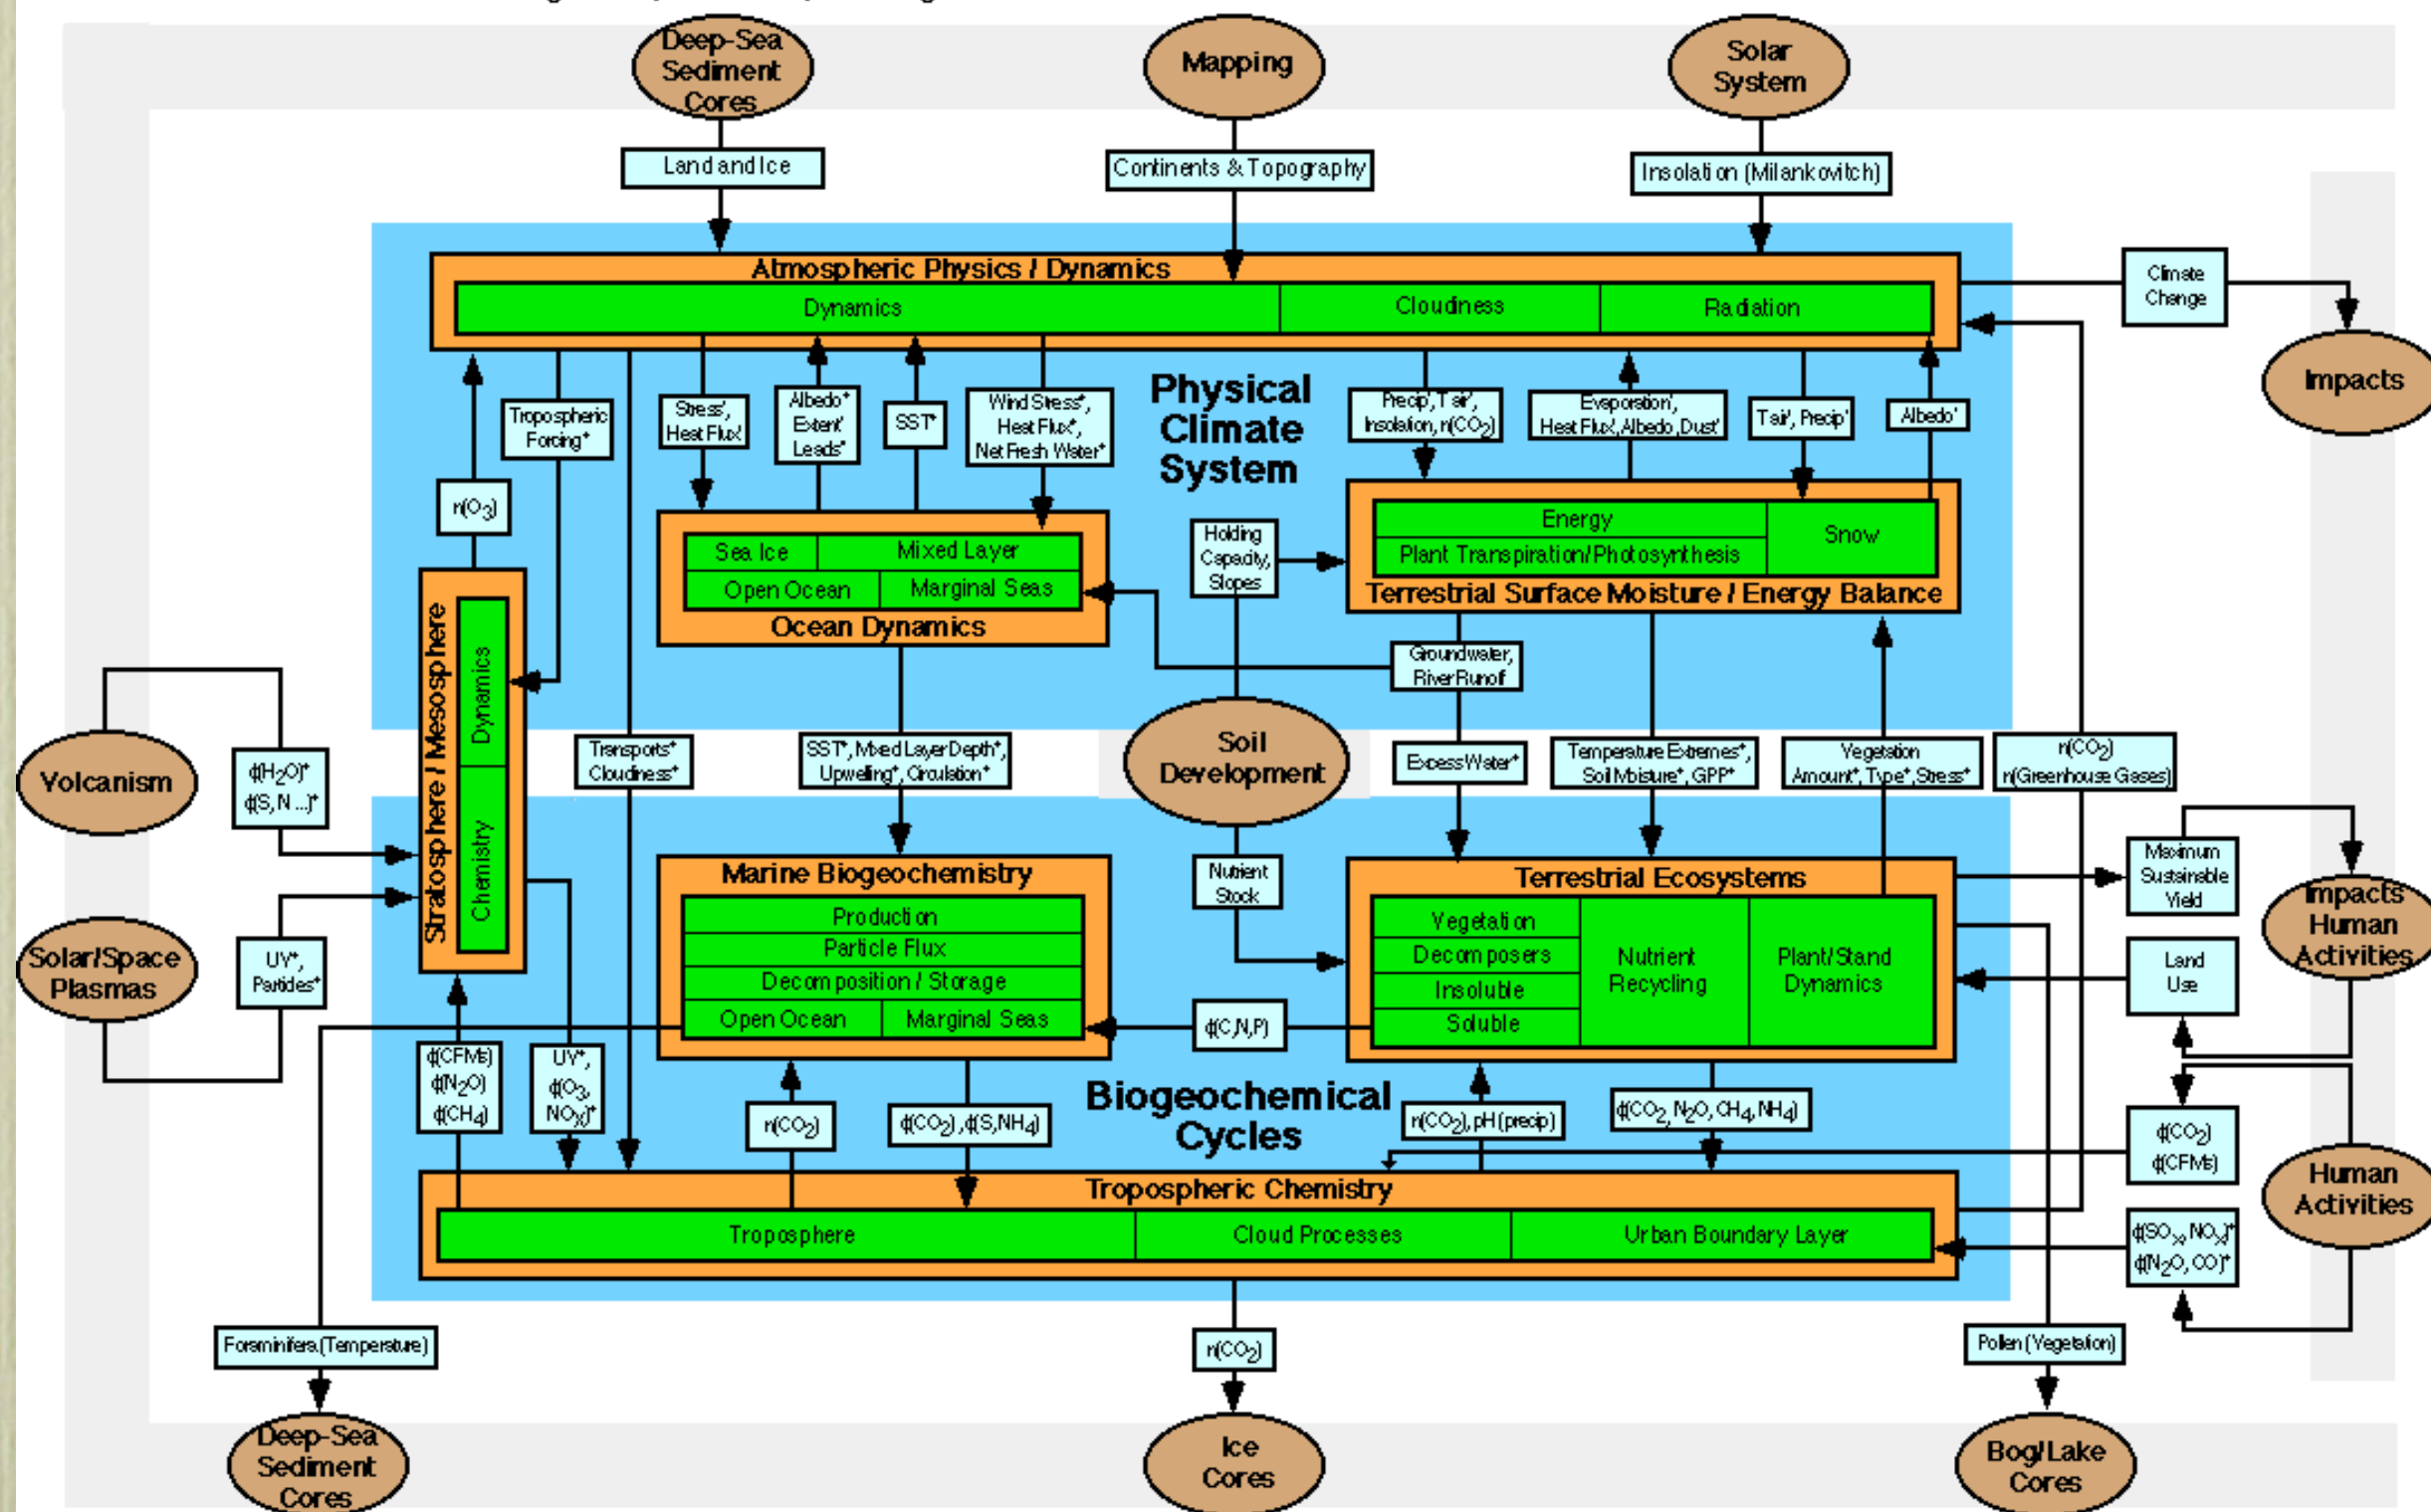 Deep-Sea
Sediment
Cores
Mapping
Solar
System
Land and Ice
Continents & Topography
Insolation (Milankovitch)
Atmospheric Physics / Dynamics
Dynamics
Cloudiness
Radiation
Climate
Change
Impacts
Tropospheric
Forcing+
Stress',
Heat Flux'
Albedo+
Extent'
Leads+
SST+
Wind Stress+,
Heat Flux+,
Net Fresh Water+
Physical
Climate
System
Precip', Tair',
Insolation, n(CO2)
Evaporation',
Heat Flux', Albedo, Dust'
Tair', Precip'
Albedo'
n(O3)
Sea Ice
Mixed Layer
Open Ocean
Marginal Seas
Ocean Dynamics
Holding
Capacity,
Slopes
Energy
Plant Transpiration/Photosynthesis
Snow
Terrestrial Surface Moisture / Energy Balance
Stratosphere / Mesosphere
Dynamics
Chemistry
Groundwater,
River Runoff
Volcanism
ϕ(H2O)+
ϕ(S, N ...)+
Transports+
Cloudiness+
SST+, Mixed Layer Depth+,
Upwelling+, Circulation+
Soil
Development
Excess Water+
Temperature Extremes+,
Soil Moisture+, GPP+
Vegetation
Amount+, Type+, Stress+
n(CO2)
n(Greenhouse Gases)
Marine Biogeochemistry
Production
Particle Flux
Decomposition / Storage
Open Ocean
Marginal Seas
Nutrient
Stock
Terrestrial Ecosystems
Vegetation
Decomposers
Insoluble
Soluble
Nutrient
Recycling
Plant/Stand
Dynamics
Maximum
Sustainable
Yield
Impacts
Human
Activities
Land
Use
Solar/Space
Plasmas
UV+,
Particles+
ϕ(C,N,P)
ϕ(CFMs)
ϕ(N2O)
ϕ(CH4)
UV+,
ϕ(O3,
NOx)+
n(CO2)
ϕ(CO2), ϕ(S,NH4)
Biogeochemical
Cycles
n(CO2), pH (precip)
ϕ(CO2, N2O, CH4, NH4)
ϕ(CO2)
ϕ(CFMs)
Human
Activities
Tropospheric Chemistry
Troposphere
Cloud Processes
Urban Boundary Layer
ϕ(SOx, NOx)+
ϕ(N2O, CO)+
Foraminifera (Temperature)
n(CO2)
Pollen (Vegetation)
Deep-Sea
Sediment
Cores
Ice
Cores
Bog/Lake
Cores